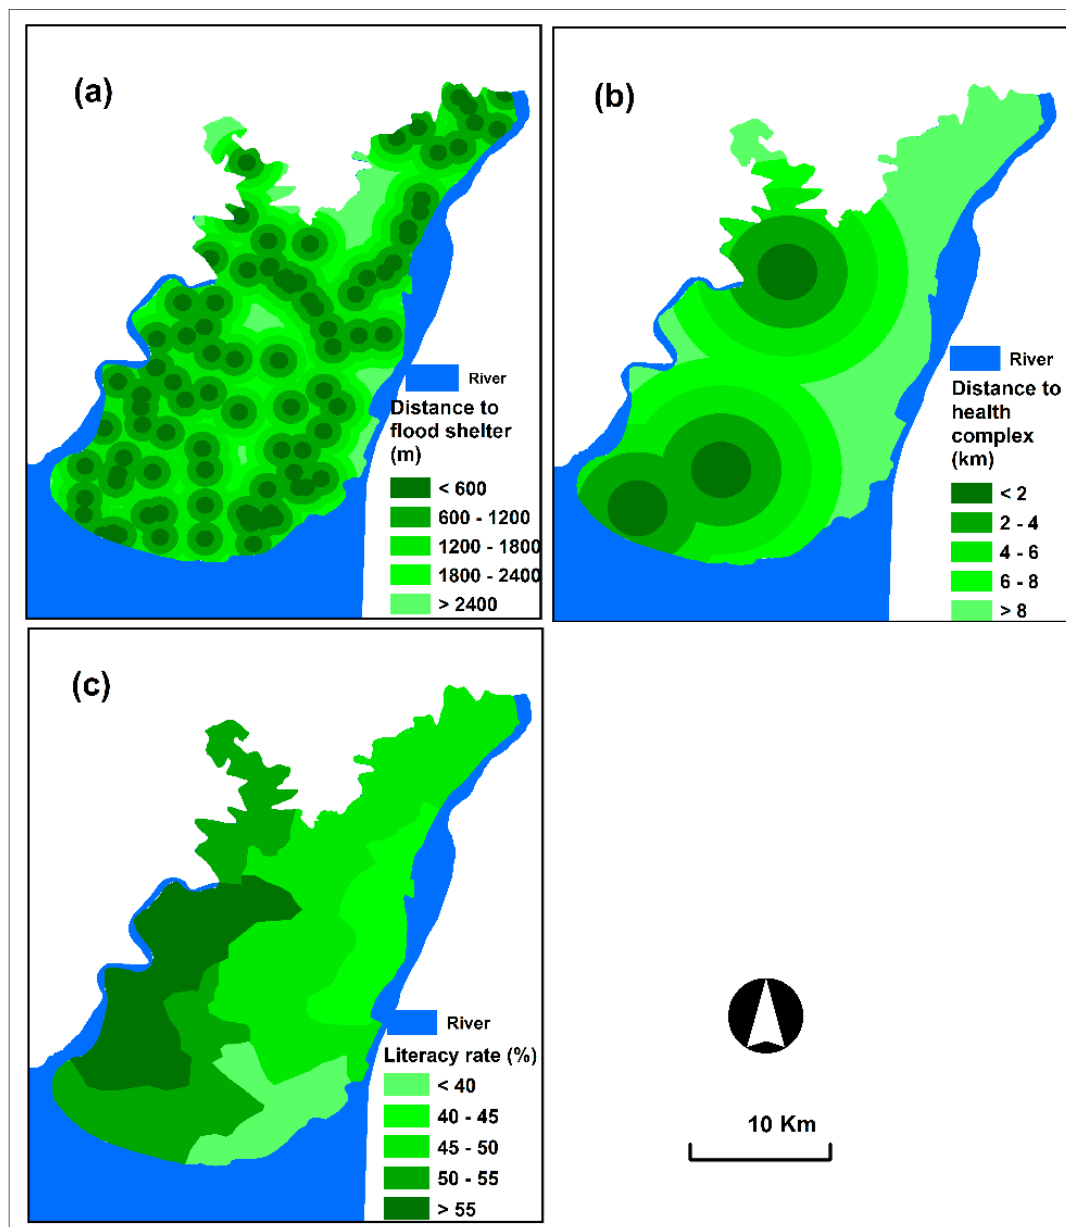 (a)
River
Distance to
flood shelter
(m)
< 600
600 - 1200
1200 - 1800
1800 - 2400
> 2400
(b)
River
Distance to
health
complex
(km)
< 2
2 - 4
4 - 6
6 - 8
> 8
(c)
River
Literacy rate (%)
< 40
40 - 45
45 - 50
50 - 55
> 55
10 Km